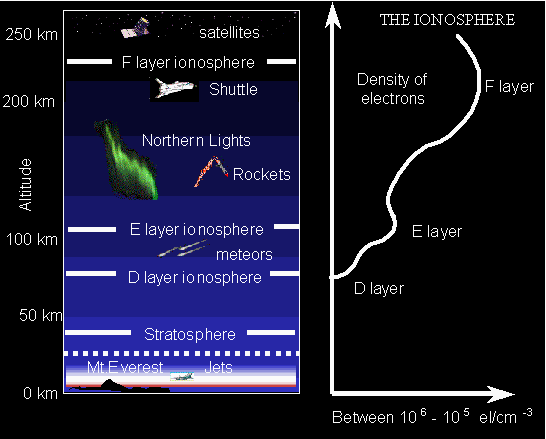 THE IONOSPHERE
250 km
satellites
F layer ionosphere
Shuttle
200 km
Density of
electrons
F layer
Northern Lights
Rockets
Altitude
E layer ionosphere
100 km
meteors
E layer
D layer ionosphere
D layer
50 km
Stratosphere
Mt.Everest
Jets
0 km
Between 10⁶ - 10⁵ el/cm⁻³